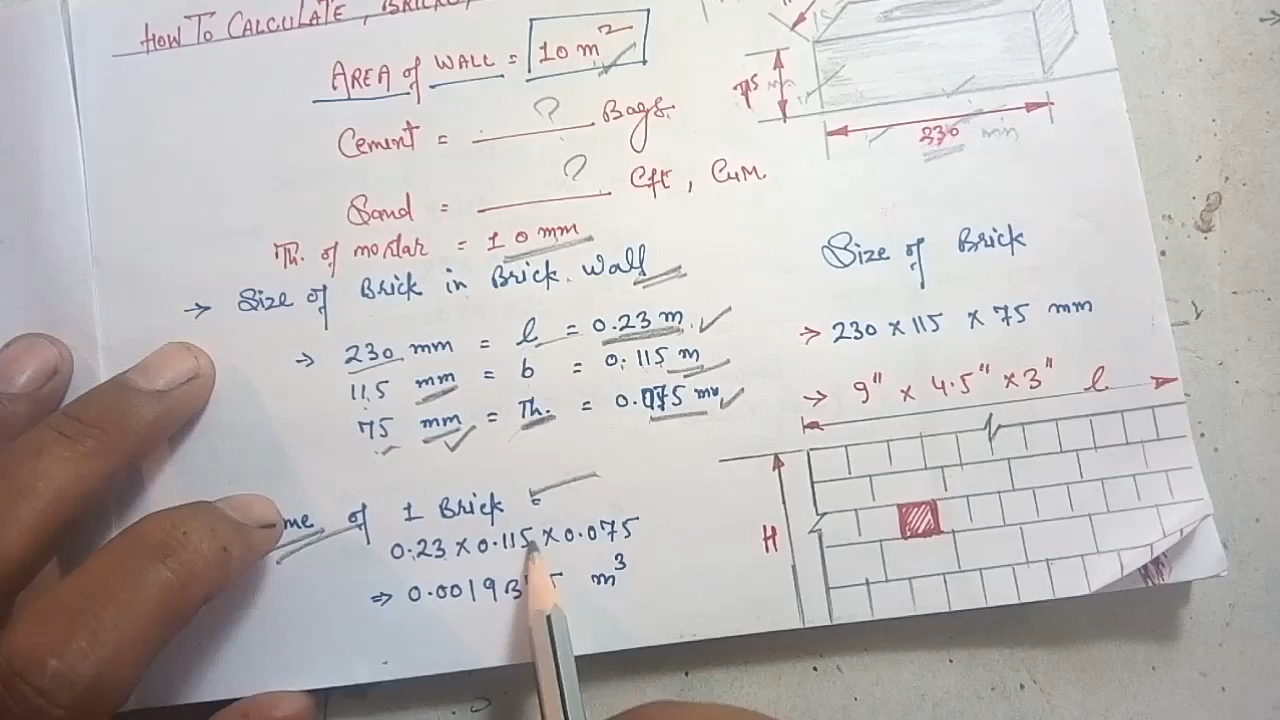 HOW TO CALCULATE,
AREA of WALL = 10 m²
Cement = ? Bags.
Sand = ? Cft, CuM.
Th. of mortar = 10 mm
→ Size of Brick in Brick Wall
→ 230 mm = l = 0.23 m
115 mm = b = 0.115 m
75 mm = Th. = 0.075 m
me of 1 Brick =
0.23 × 0.115 × 0.075
⇒ 0.0019 m³
75 mm
230 mm
Size of Brick
→ 230 × 115 × 75 mm
→ 9" × 4.5" × 3"
l
H